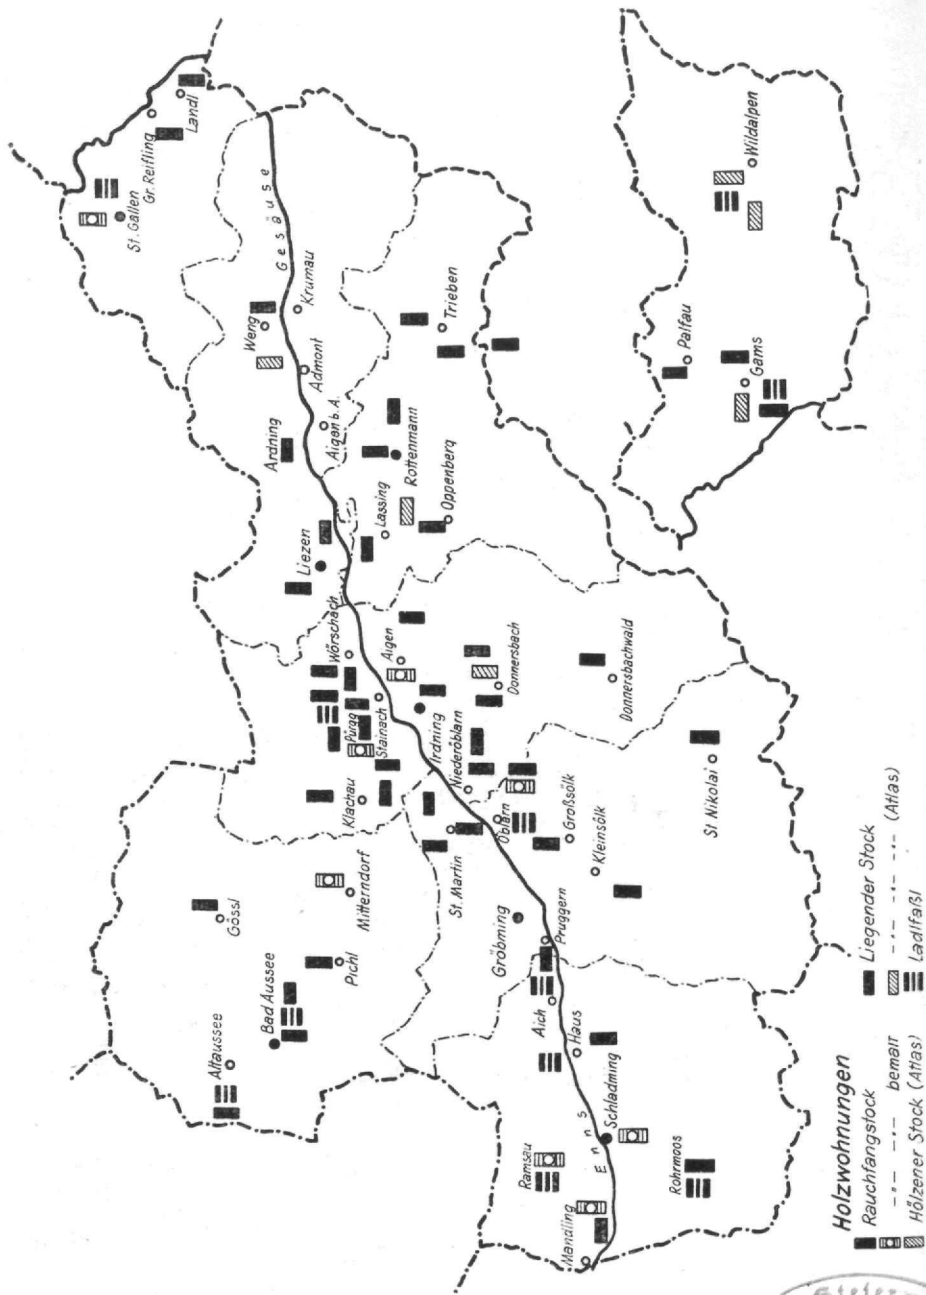 Landl
Gr. Reifling
St. Gallen
Gesäuse
Krumau
Weng
Admont
Ardning
Aigen b. A.
Trieben
Rottenmann
Lassing
Oppenberg
Liezen
Wörschach
Aigen
Pürgg
Stainach
Irdning
Niederöblarn
Donnersbach
Donnersbachwald
Klachau
Mitterndorf
Gössl
Pichl
Bad Aussee
Altaussee
St. Martin
Öblarn
Großsölk
Kleinsölk
St Nikolai
Gröbming
Pruggern
Aich
Haus
Schladming
Enns
Ramsau
Mandling
Rohrmoos
Wildalpen
Palfau
Gams
Holzwohnungen
Rauchfangstock
-"- -"- bemalt
Hölzener Stock (Atlas)
Liegender Stock
-"- -"- (Atlas)
Ladlfaßl